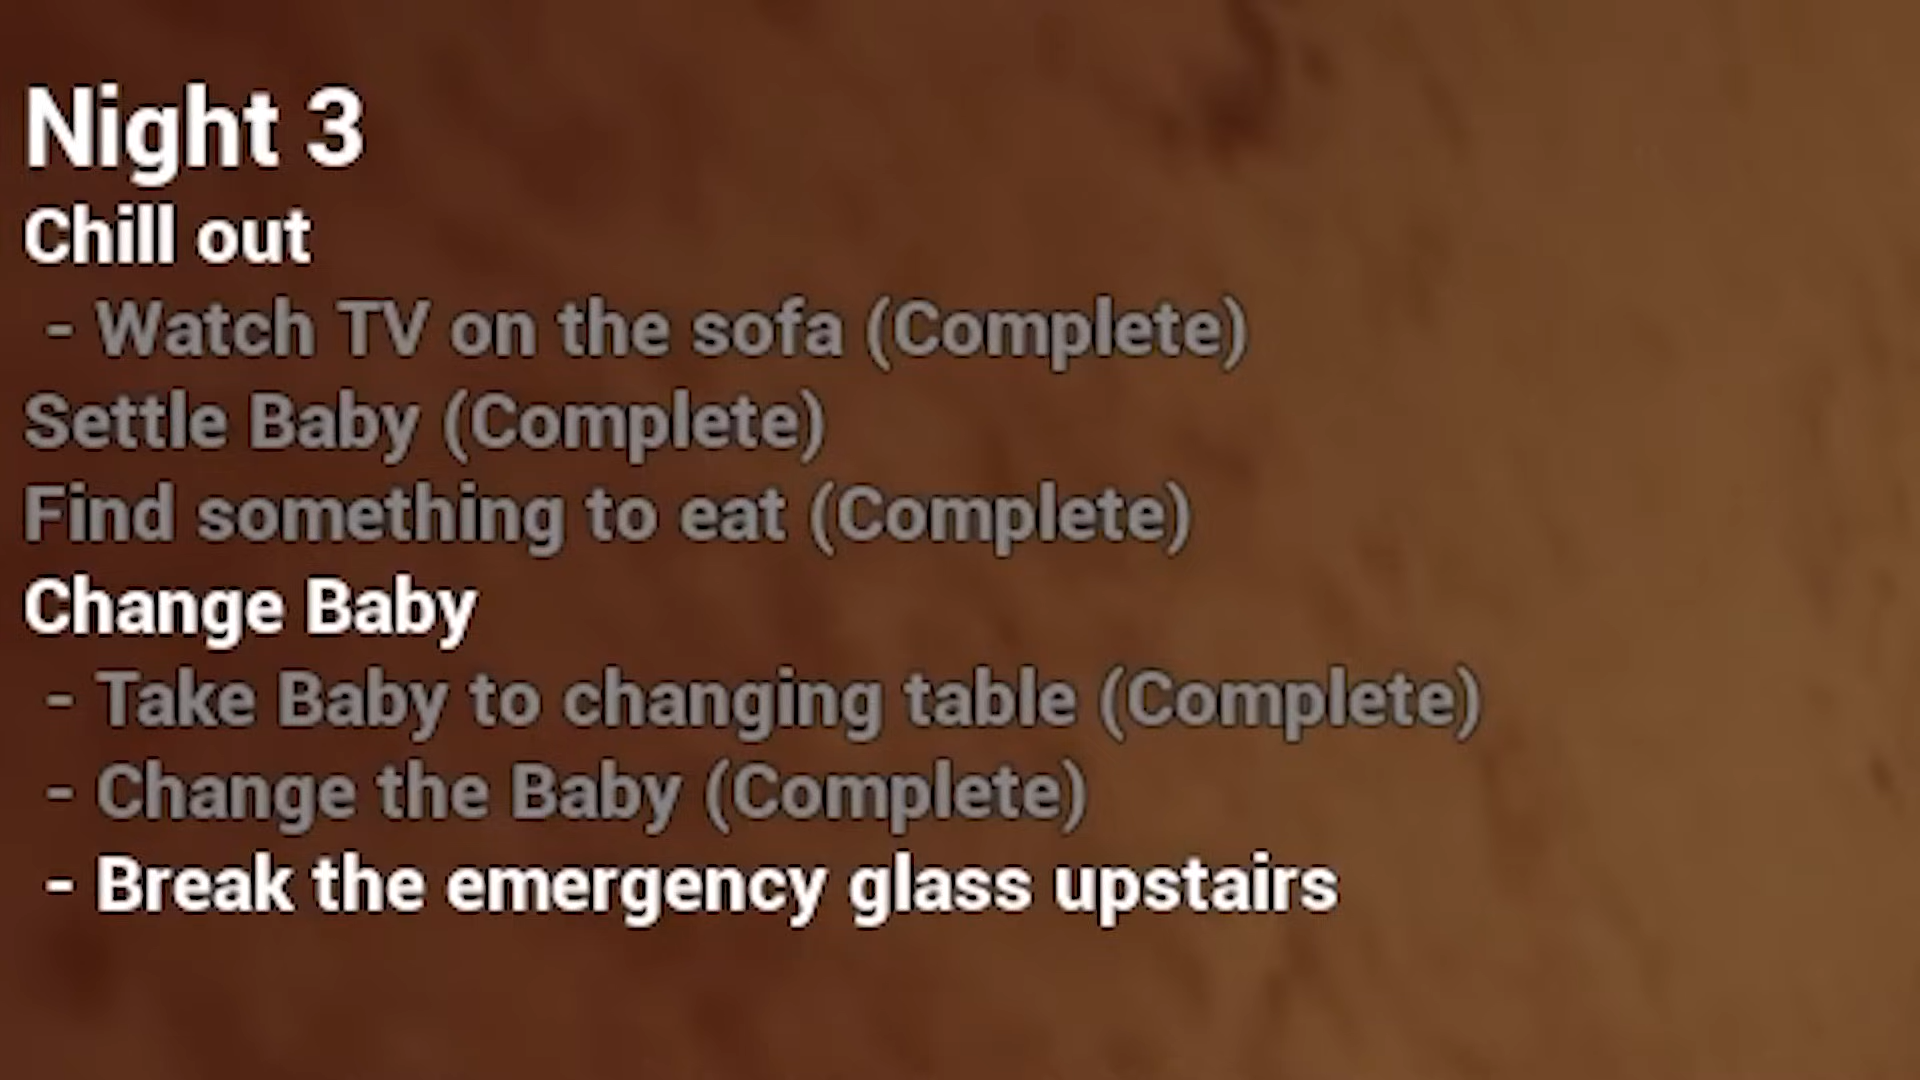 Night 3
Chill out
- Watch TV on the sofa (Complete)
Settle Baby (Complete)
Find something to eat (Complete)
Change Baby
- Take Baby to changing table (Complete)
- Change the Baby (Complete)
- Break the emergency glass upstairs